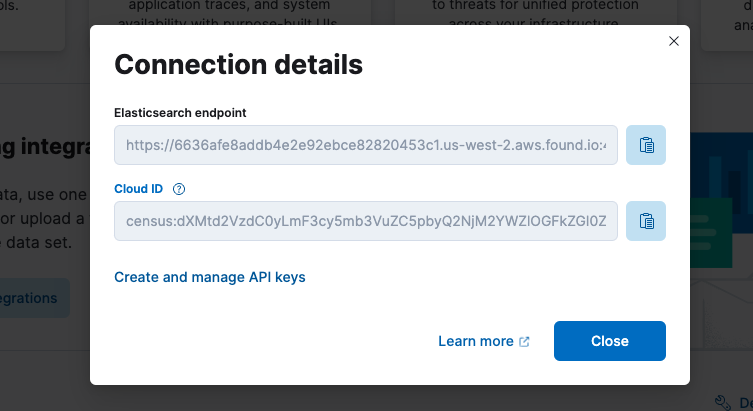 ols.
application traces, and system
availability with purpose-built UIs.
to threats for unified protection
across your infrastructure.
Connection details
Elasticsearch endpoint
https://6636afe8addb4e2e92ebce82820453c1.us-west-2.aws.found.io:4
Cloud ID
census:dXMtd2VzdC0yLmF3cy5mb3VuZC5pbyQ2NjM2YWZlOGFkZGI0Z
Create and manage API keys
Learn more
Close
ng integra
ata, use one
or upload a
e data set.
egrations